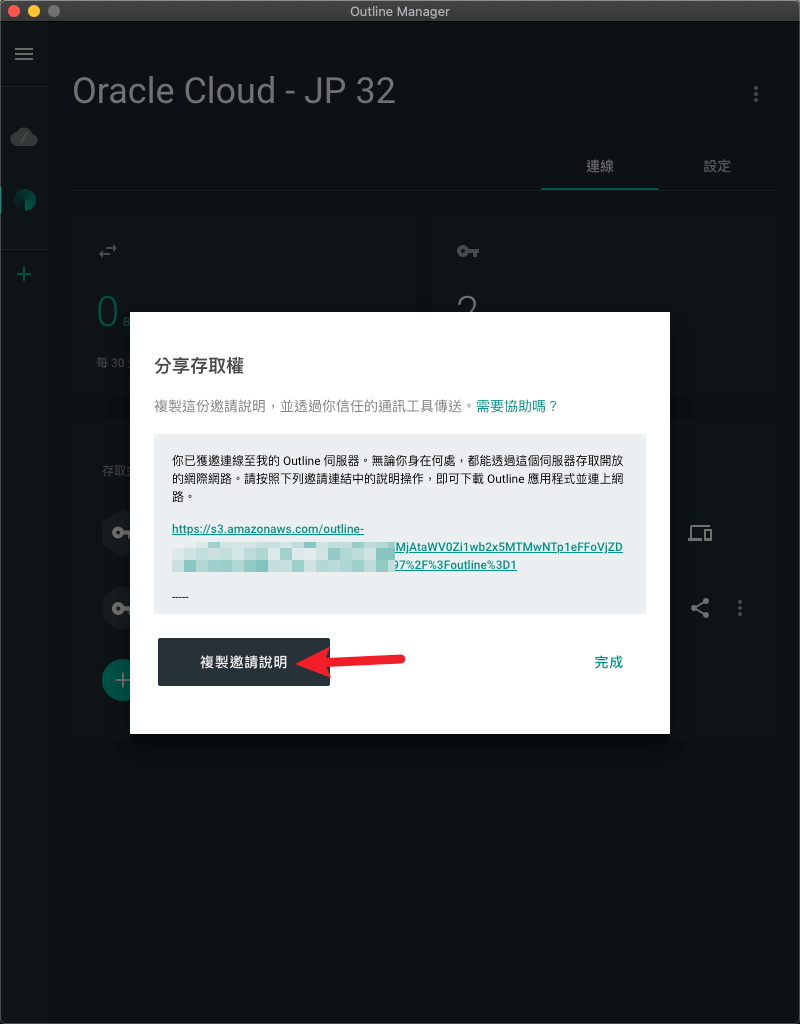 Outline Manager
Oracle Cloud - JP 32
連線
設定
0
2
每 30
分享存取權
複製這份邀請說明，並透過你信任的通訊工具傳送。需要協助嗎？
你已獲邀連線至我的 Outline 伺服器。無論你身在何處，都能透過這個伺服器存取開放
的網際網路。請按照下列邀請連結中的說明操作，即可下載 Outline 應用程式並連上網
路。
https://s3.amazonaws.com/outline-
MjAtaWV0Zi1wb2x5MTMwNTp1eFFoVjZD
97%2F%3Foutline%3D1
-----
存取
複製邀請說明
完成